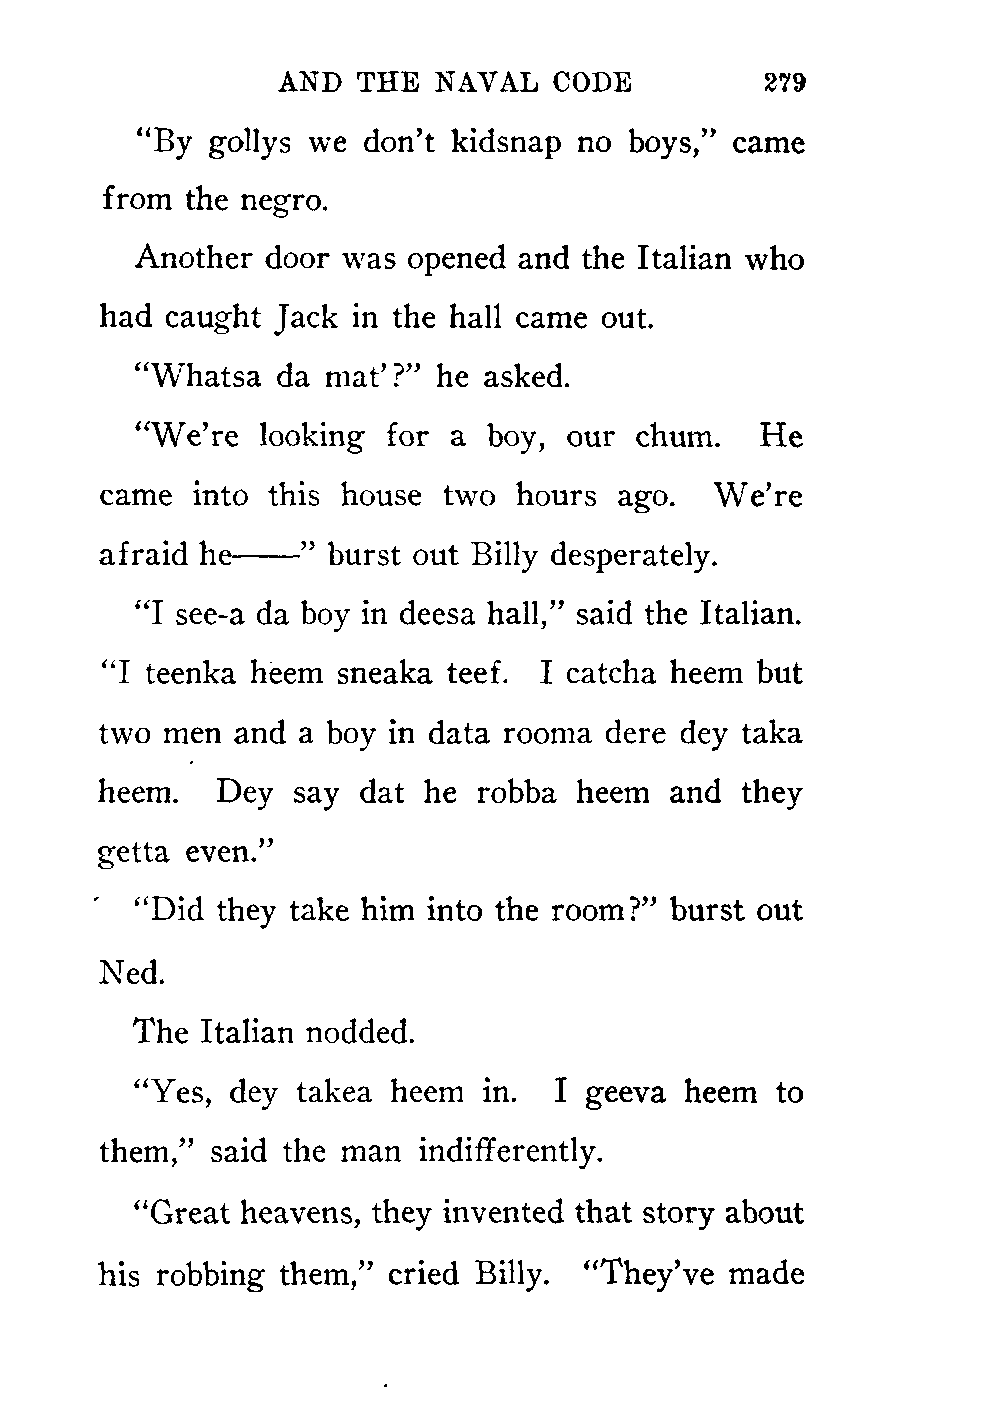 AND THE NAVAL CODE 279
“By gollys we don’t kidsnap no boys,” came
from the negro.
Another door was opened and the Italian who
had caught Jack in the hall came out.
“Whatsa da mat’?” he asked.
“We’re looking for a boy, our chum. He
came into this house two hours ago. We’re
afraid he——” burst out Billy desperately.
“I see-a da boy in deesa hall,” said the Italian.
“I teenka heem sneaka teef. I catcha heem but
two men and a boy in data rooma dere dey taka
heem. Dey say dat he robba heem and they
getta even.”
“Did they take him into the room?” burst out
Ned.
The Italian nodded.
“Yes, dey takea heem in. I geeva heem to
them,” said the man indifferently.
“Great heavens, they invented that story about
his robbing them,” cried Billy. “They’ve made